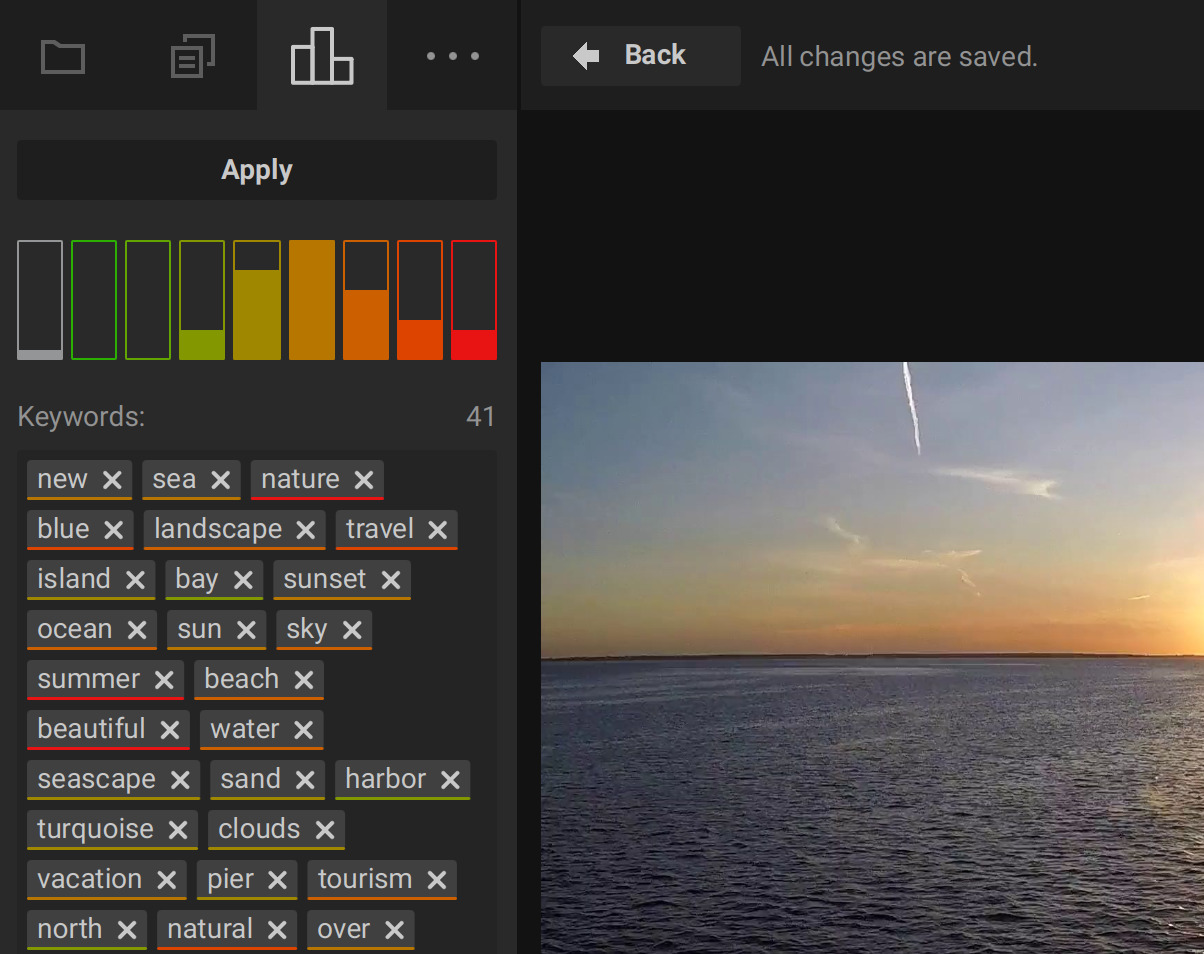 Back All changes are saved.
Apply
Keywords: 41
new sea nature
blue landscape travel
island bay sunset
ocean sun sky
summer beach
beautiful water
seascape sand harbor
turquoise clouds
vacation pier tourism
north natural over